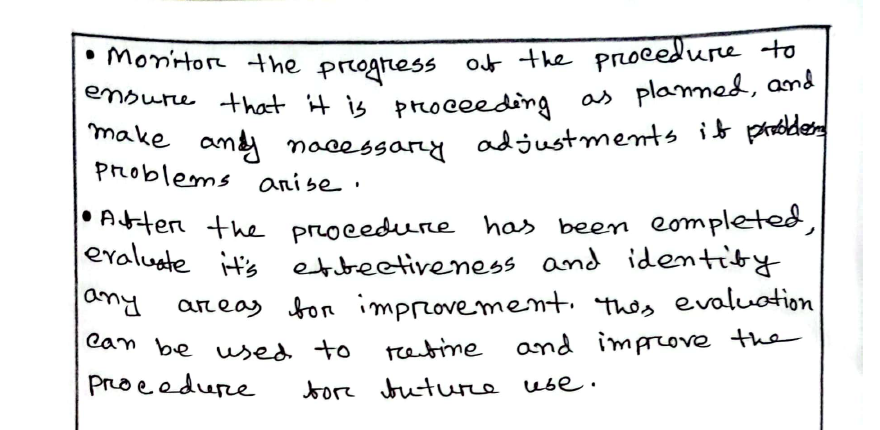 • Monitor the progress of the procedure to
ensure that it is proceeding as planned, and
make any nacessary adjustments if problems
problems arise.
• After the procedure has been completed,
evaluate it's effectiveness and identify
any areas for improvement. This evaluation
can be used to refine and improve the
procedure for future use.